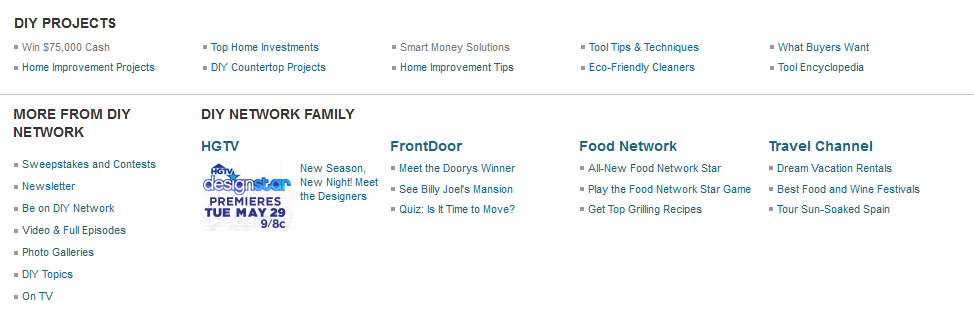 DIY PROJECTS
Win $75,000 Cash
Top Home Investments
Smart Money Solutions
Tool Tips & Techniques
What Buyers Want
Home Improvement Projects
DIY Countertop Projects
Home Improvement Tips
Eco-Friendly Cleaners
Tool Encyclopedia
MORE FROM DIY
NETWORK
Sweepstakes and Contests
Newsletter
Be on DIY Network
Video & Full Episodes
Photo Galleries
DIY Topics
On TV
DIY NETWORK FAMILY
HGTV
HGTV
designstar
PREMIERES
TUE MAY 29
9/8c
New Season,
New Night! Meet
the Designers
FrontDoor
Meet the Doorys Winner
See Billy Joel's Mansion
Quiz: Is It Time to Move?
Food Network
All-New Food Network Star
Play the Food Network Star Game
Get Top Grilling Recipes
Travel Channel
Dream Vacation Rentals
Best Food and Wine Festivals
Tour Sun-Soaked Spain